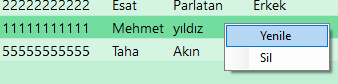 22222222222 Esat Parlatan Erkek
11111111111 Mehmet yıldız
Yenile
55555555555 Taha Akın
Sil